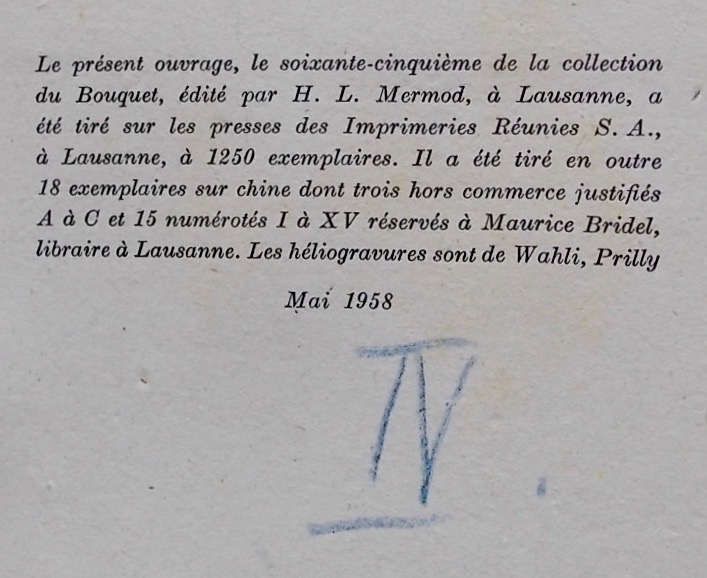 Le présent ouvrage, le soixante-cinquième de la collection
du Bouquet, édité par H. L. Mermod, à Lausanne, a
été tiré sur les presses des Imprimeries Réunies S. A.,
à Lausanne, à 1250 exemplaires. Il a été tiré en outre
18 exemplaires sur chine dont trois hors commerce justifiés
A à C et 15 numérotés I à XV réservés à Maurice Bridel,
libraire à Lausanne. Les héliogravures sont de Wahli, Prilly
Mai 1958
IV.